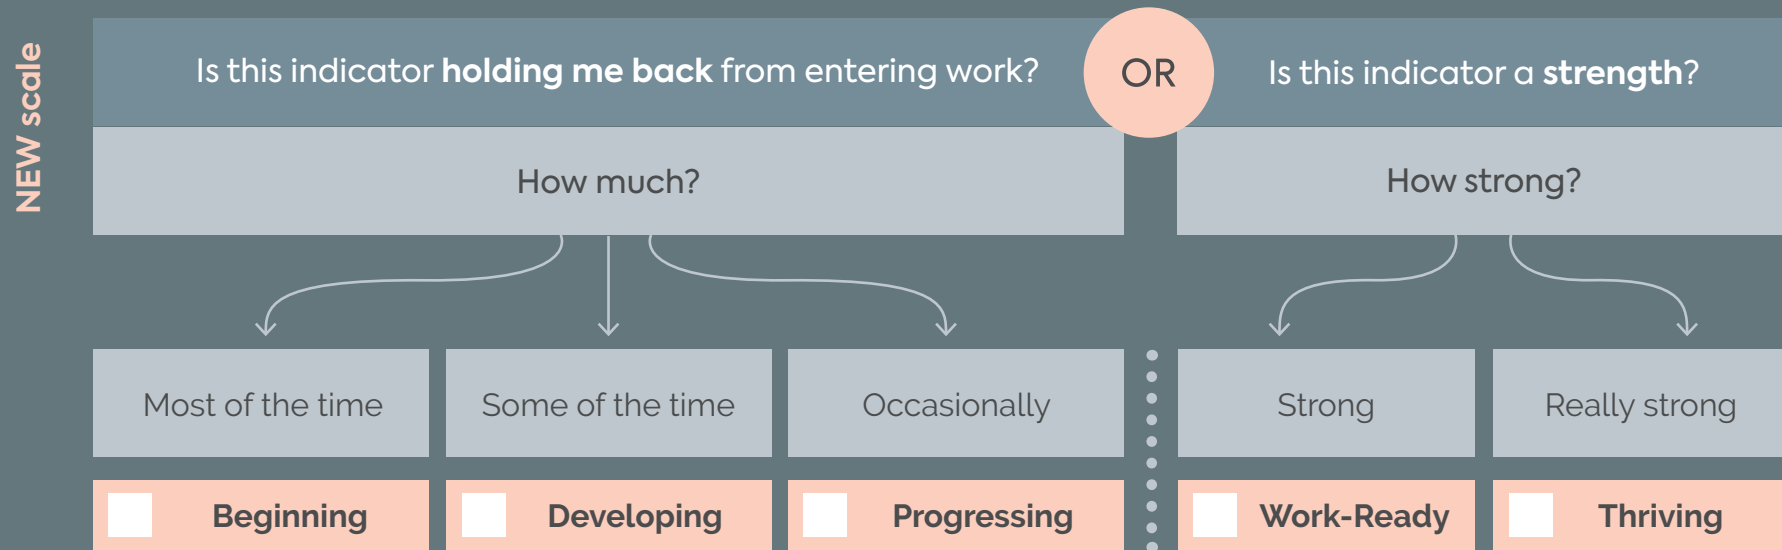 NEW scale
Is this indicator holding me back from entering work?
OR
Is this indicator a strength?
How much?
How strong?
Most of the time
Some of the time
Occasionally
Strong
Really strong
Beginning
Developing
Progressing
Work-Ready
Thriving